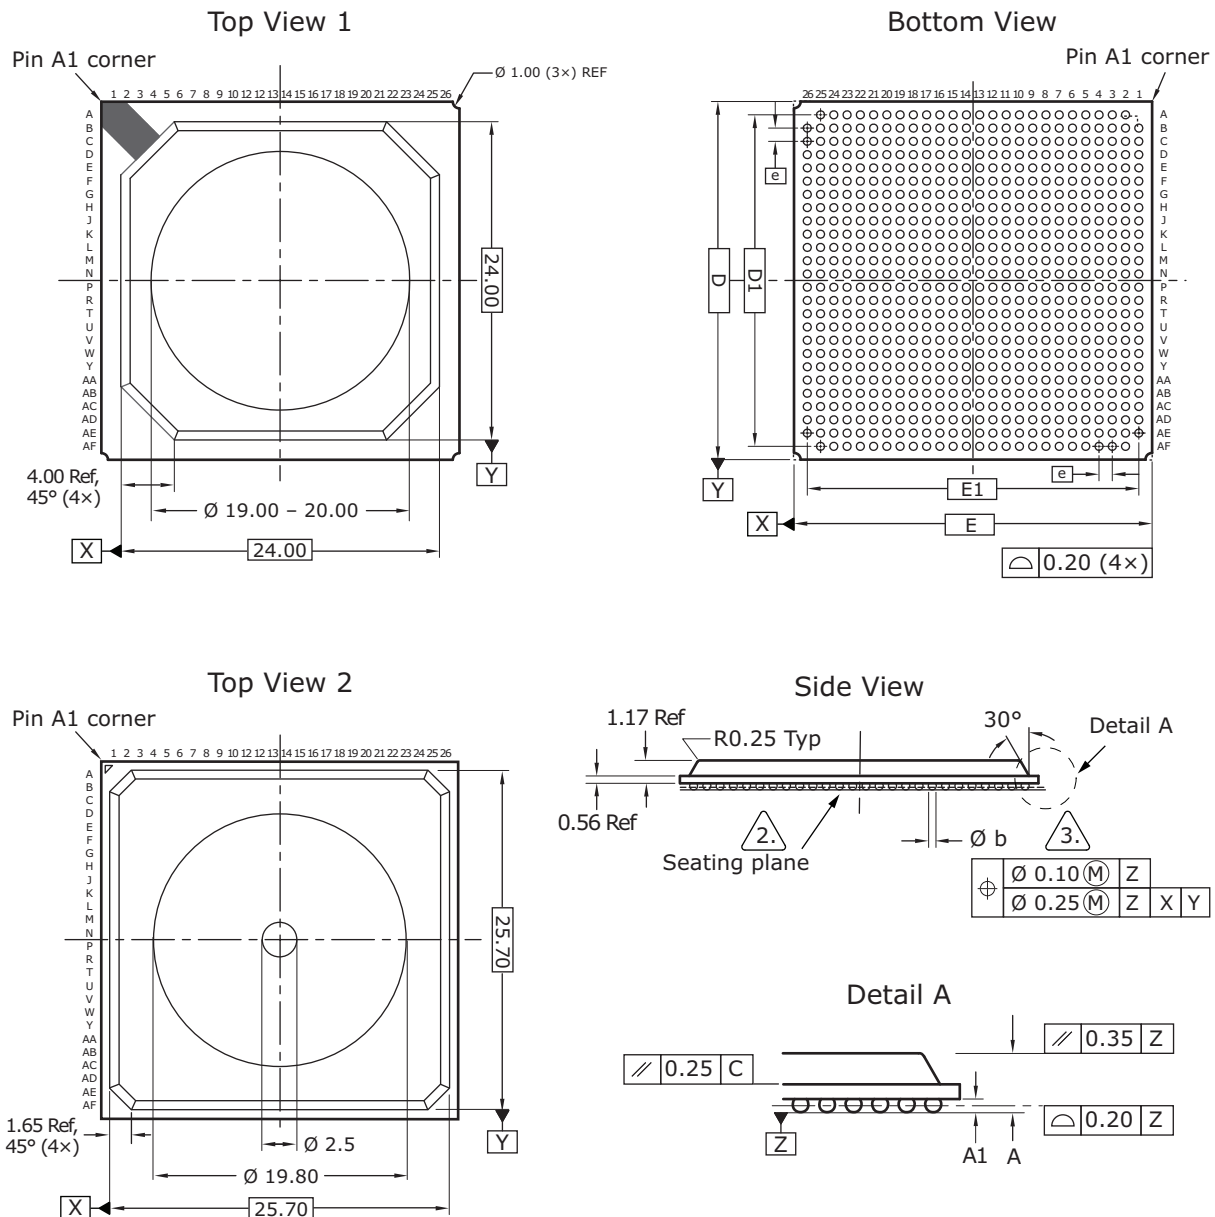 Top View 1
Pin A1 corner
Ø 1.00 (3×) REF
1 2 3 4 5 6 7 8 9 10 12 12 13 14 15 16 17 18 19 20 21 22 23 24 25 26
A
B
C
D
E
F
G
H
J
K
L
M
N
P
R
T
U
V
W
Y
AA
AB
AC
AD
AE
AF
24.00
Y
4.00 Ref,
45° (4×)
Ø 19.00 – 20.00
X
24.00
Bottom View
Pin A1 corner
26 25 24 23 22 21 20 19 18 17 16 15 14 13 12 11 10 9 8 7 6 5 4 3 2 1
A
B
C
D
E
F
G
H
J
K
L
M
N
P
R
T
U
V
W
Y
AA
AB
AC
AD
AE
AF
e
D
D1
Y
e
E1
X
E
0.20 (4×)
Top View 2
Pin A1 corner
1 2 3 4 5 6 7 8 9 10 12 12 13 14 15 16 17 18 19 20 21 22 23 24 25 26
A
B
C
D
E
F
G
H
J
K
L
M
N
P
R
T
U
V
W
Y
AA
AB
AC
AD
AE
AF
25.70
Y
1.65 Ref,
45° (4×)
Ø 2.5
Ø 19.80
X
25.70
Side View
1.17 Ref
R0.25 Typ
30°
Detail A
0.56 Ref
2.
3.
Seating plane
Ø b
⌖ Ø 0.10 Ⓜ Z
Ø 0.25 Ⓜ Z X Y
Detail A
// 0.35 Z
// 0.25 C
0.20 Z
Z
A1 A